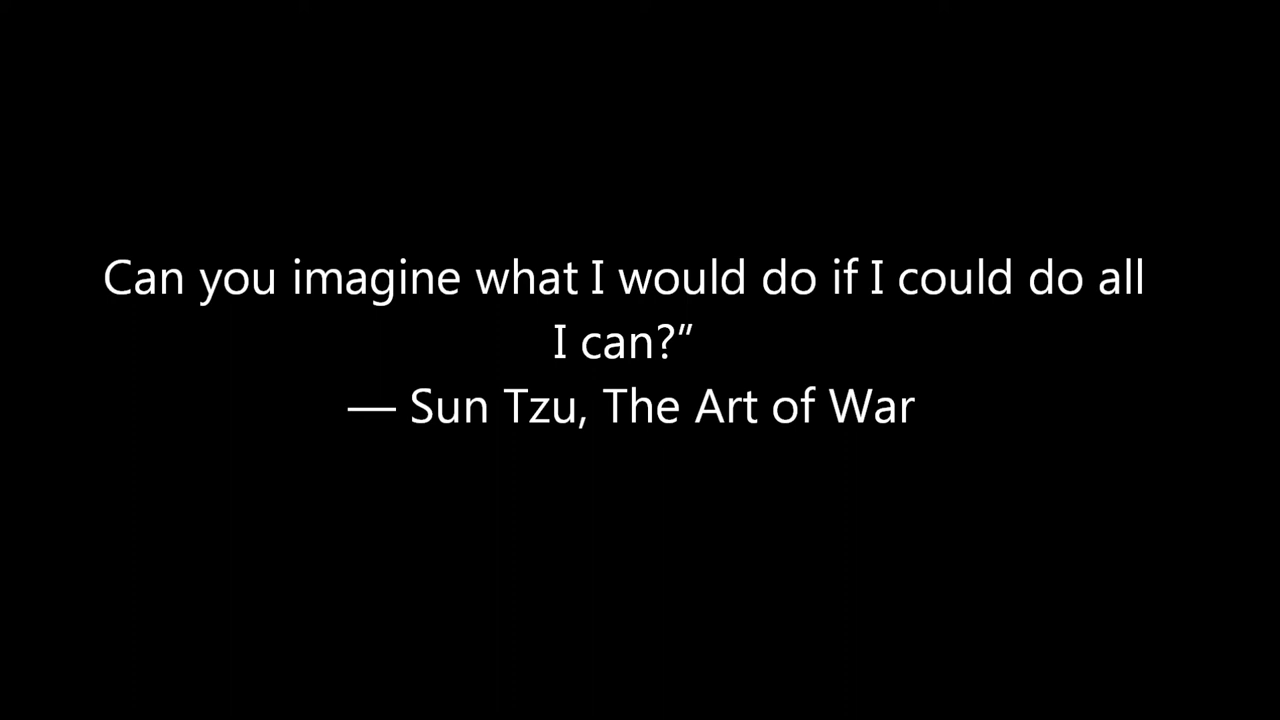 Can you imagine what I would do if I could do all
I can?”
— Sun Tzu, The Art of War